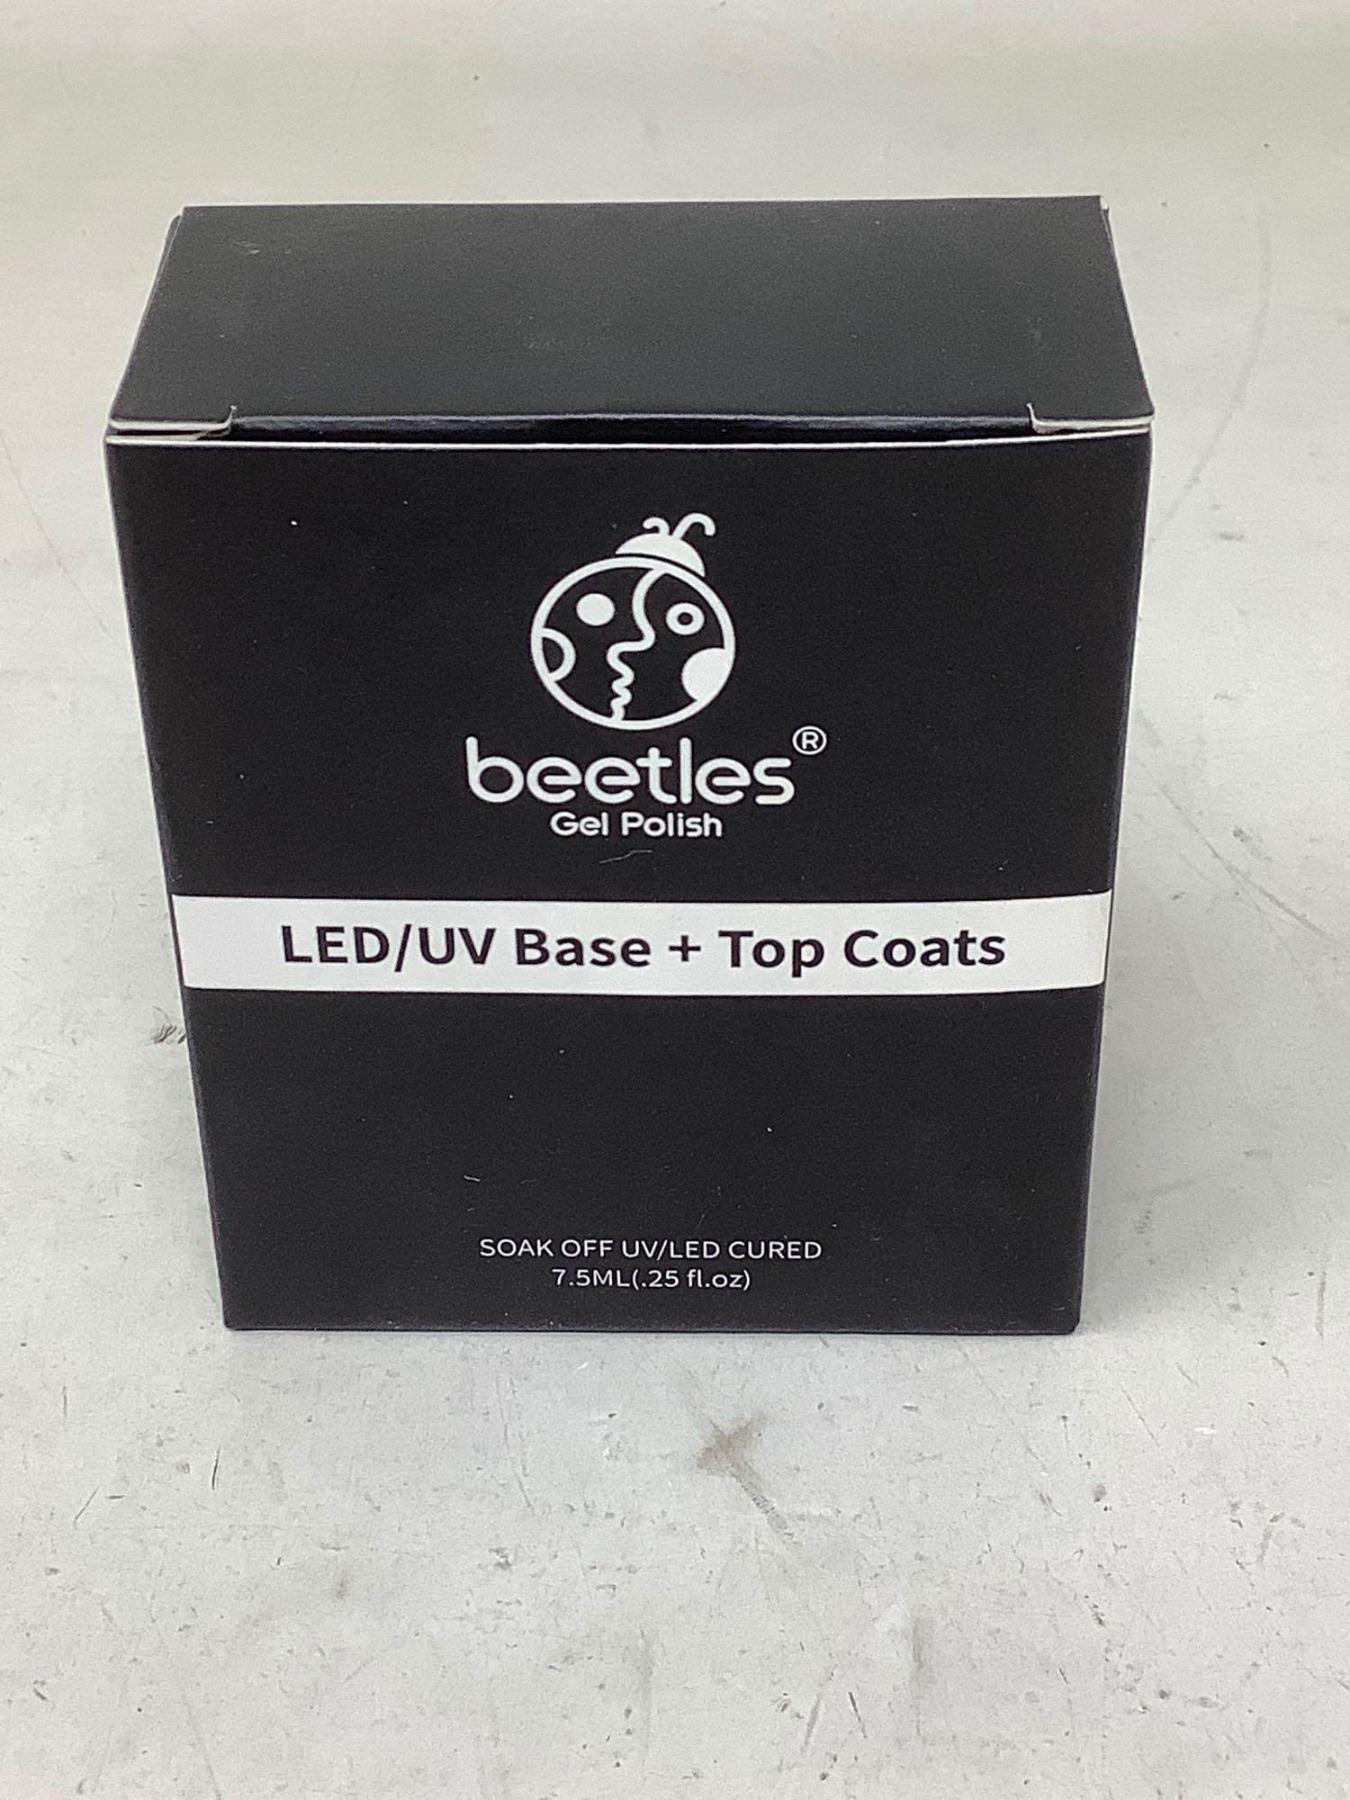 beetles®
Gel Polish
LED/UV Base + Top Coats
SOAK OFF UV/LED CURED
7.5ML(.25 fl.oz)